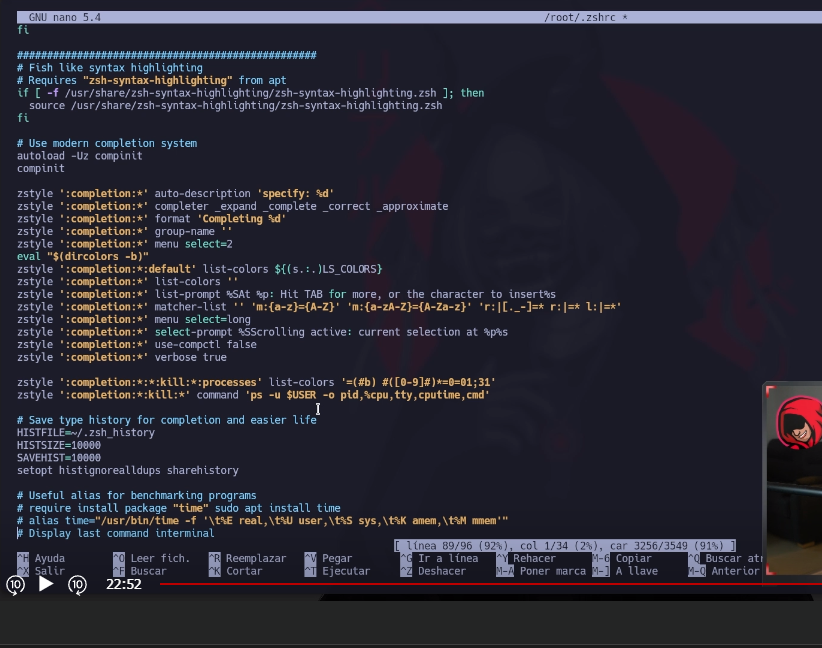 GNU nano 5.4 /root/.zshrc *
fi
##################################################
# Fish like syntax highlighting
# Requires "zsh-syntax-highlighting" from apt
if [ -f /usr/share/zsh-syntax-highlighting/zsh-syntax-highlighting.zsh ]; then
source /usr/share/zsh-syntax-highlighting/zsh-syntax-highlighting.zsh
fi
# Use modern completion system
autoload -Uz compinit
compinit
zstyle ':completion:*' auto-description 'specify: %d'
zstyle ':completion:*' completer _expand _complete _correct _approximate
zstyle ':completion:*' format 'Completing %d'
zstyle ':completion:*' group-name ''
zstyle ':completion:*' menu select=2
eval "$(dircolors -b)"
zstyle ':completion:*:default' list-colors ${(s.:.)LS_COLORS}
zstyle ':completion:*' list-colors ''
zstyle ':completion:*' list-prompt %SAt %p: Hit TAB for more, or the character to insert%s
zstyle ':completion:*' matcher-list '' 'm:{a-z}={A-Z}' 'm:{a-zA-Z}={A-Za-z}' 'r:|[._-]=* r:|=* l:|=*'
zstyle ':completion:*' menu select=long
zstyle ':completion:*' select-prompt %SScrolling active: current selection at %p%s
zstyle ':completion:*' use-compctl false
zstyle ':completion:*' verbose true
zstyle ':completion:*:*:kill:*:processes' list-colors '=(#b) #([0-9]#)*=0=01;31'
zstyle ':completion:*:kill:*' command 'ps -u $USER -o pid,%cpu,tty,cputime,cmd'
# Save type history for completion and easier life
HISTFILE=~/.zsh_history
HISTSIZE=10000
SAVEHIST=10000
setopt histignorealldups sharehistory
# Useful alias for benchmarking programs
# require install package "time" sudo apt install time
# alias time="/usr/bin/time -f '\t%E real,\t%U user,\t%S sys,\t%K amem,\t%M mmem'"
# Display last command interminal
[ línea 89/96 (92%), col 1/34 (2%), car 3256/3549 (91%) ]
^H Ayuda ^O Leer fich. ^R Reemplazar ^V Pegar ^G Ir a línea ^Y Rehacer M-6 Copiar ^Q Buscar atr
^X Salir ^F Buscar ^K Cortar ^T Ejecutar ^Z Deshacer M-A Poner marca M-] A llave M-Q Anterior
10 10 22:52